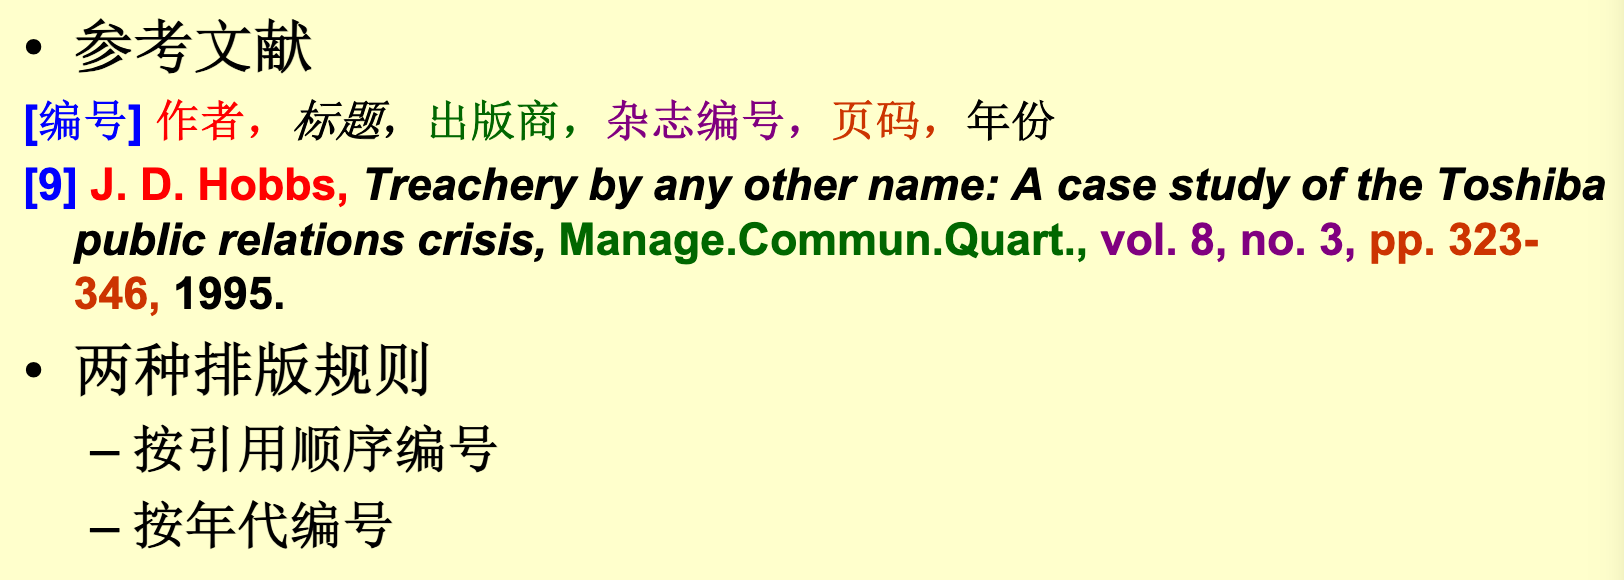 • 参考文献
[编号] 作者，标题，出版商，杂志编号，页码，年份
[9] J. D. Hobbs, Treachery by any other name: A case study of the Toshiba
public relations crisis, Manage.Commun.Quart., vol. 8, no. 3, pp. 323-
346, 1995.
• 两种排版规则
– 按引用顺序编号
– 按年代编号